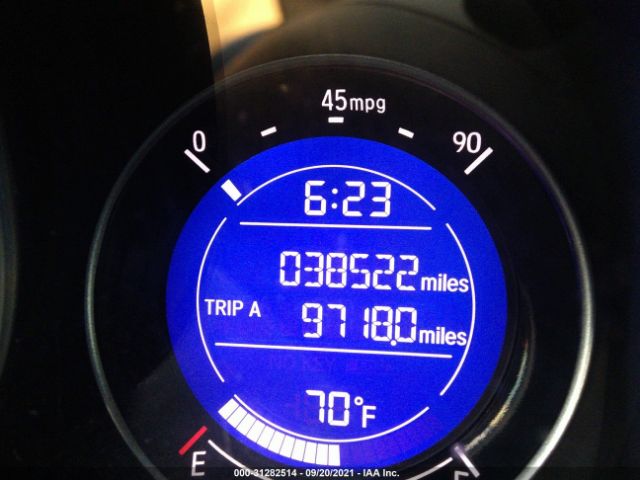 45mpg
0 90
6:23
038522 miles
TRIP A 9718.0 miles
70°F
E
000-31282514 - 09/20/2021 - IAA Inc.